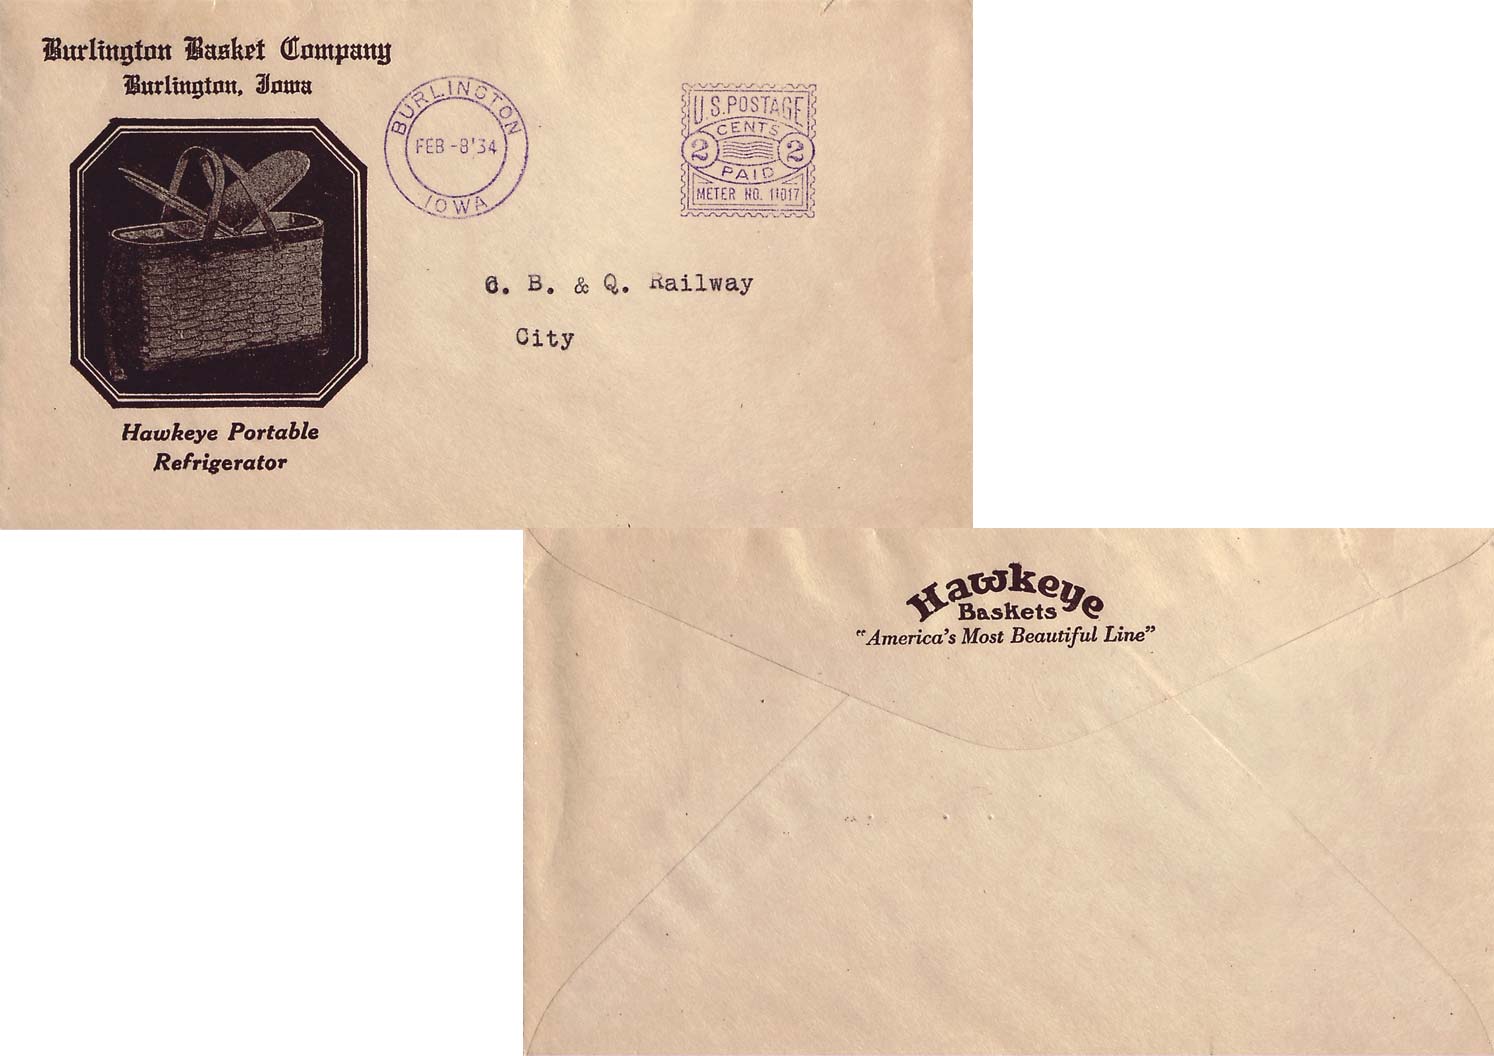 Burlington Basket Company
Burlington, Iowa
BURLINGTON
FEB -8'34
IOWA
U.S. POSTAGE
CENTS
2 2
PAID
METER NO. 11017
C. B. & Q. Railway
City
Hawkeye Portable
Refrigerator
Hawkeye
Baskets
"America's Most Beautiful Line"